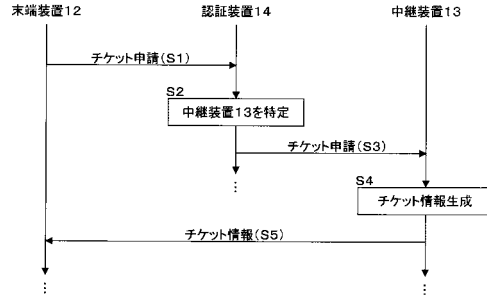 末端装置12 認証装置14 中継装置13
チケット申請(S1)
S2
中継装置13を特定
チケット申請(S3)
S4
チケット情報生成
チケット情報(S5)